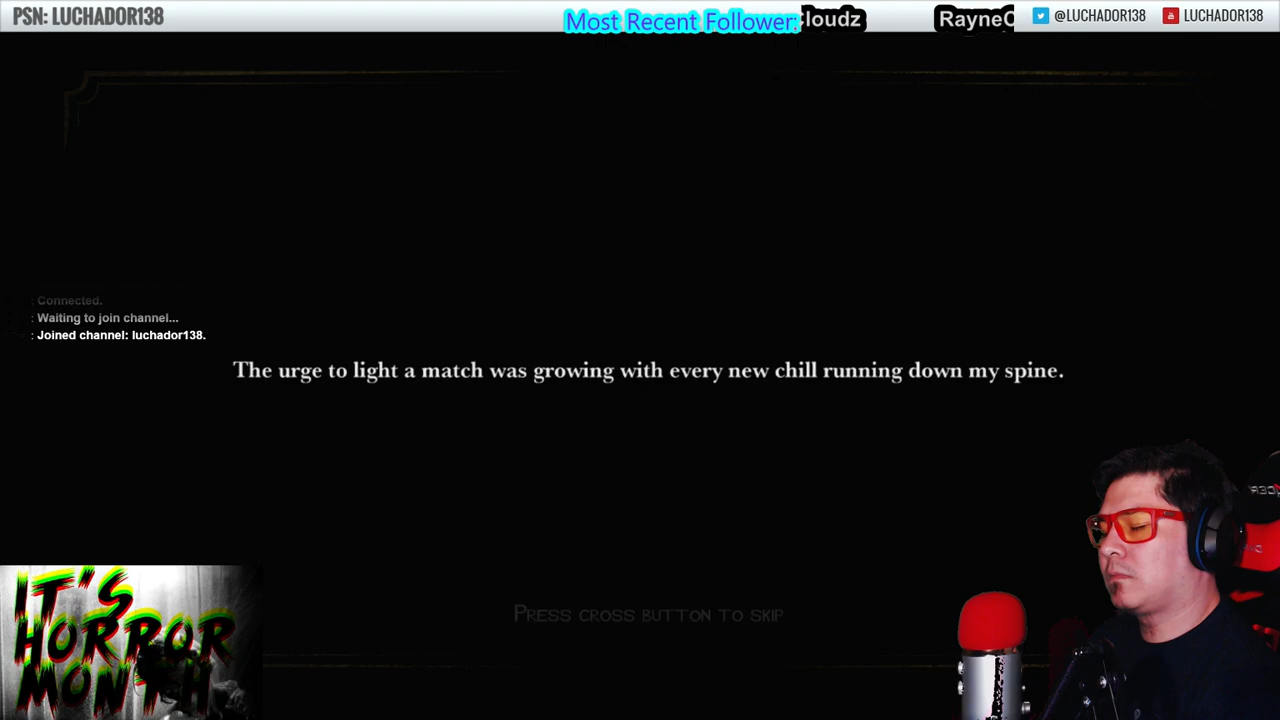 PSN: LUCHADOR138
Most Recent Follower:
Cloudz
@LUCHADOR138
LUCHADOR138
: Connected.
: Waiting to join channel...
: Joined channel: luchador138.
The urge to light a match was growing with every new chill running down my spine.
PRESS CROSS BUTTON TO SKIP
IT'S
HORROR
MONTH